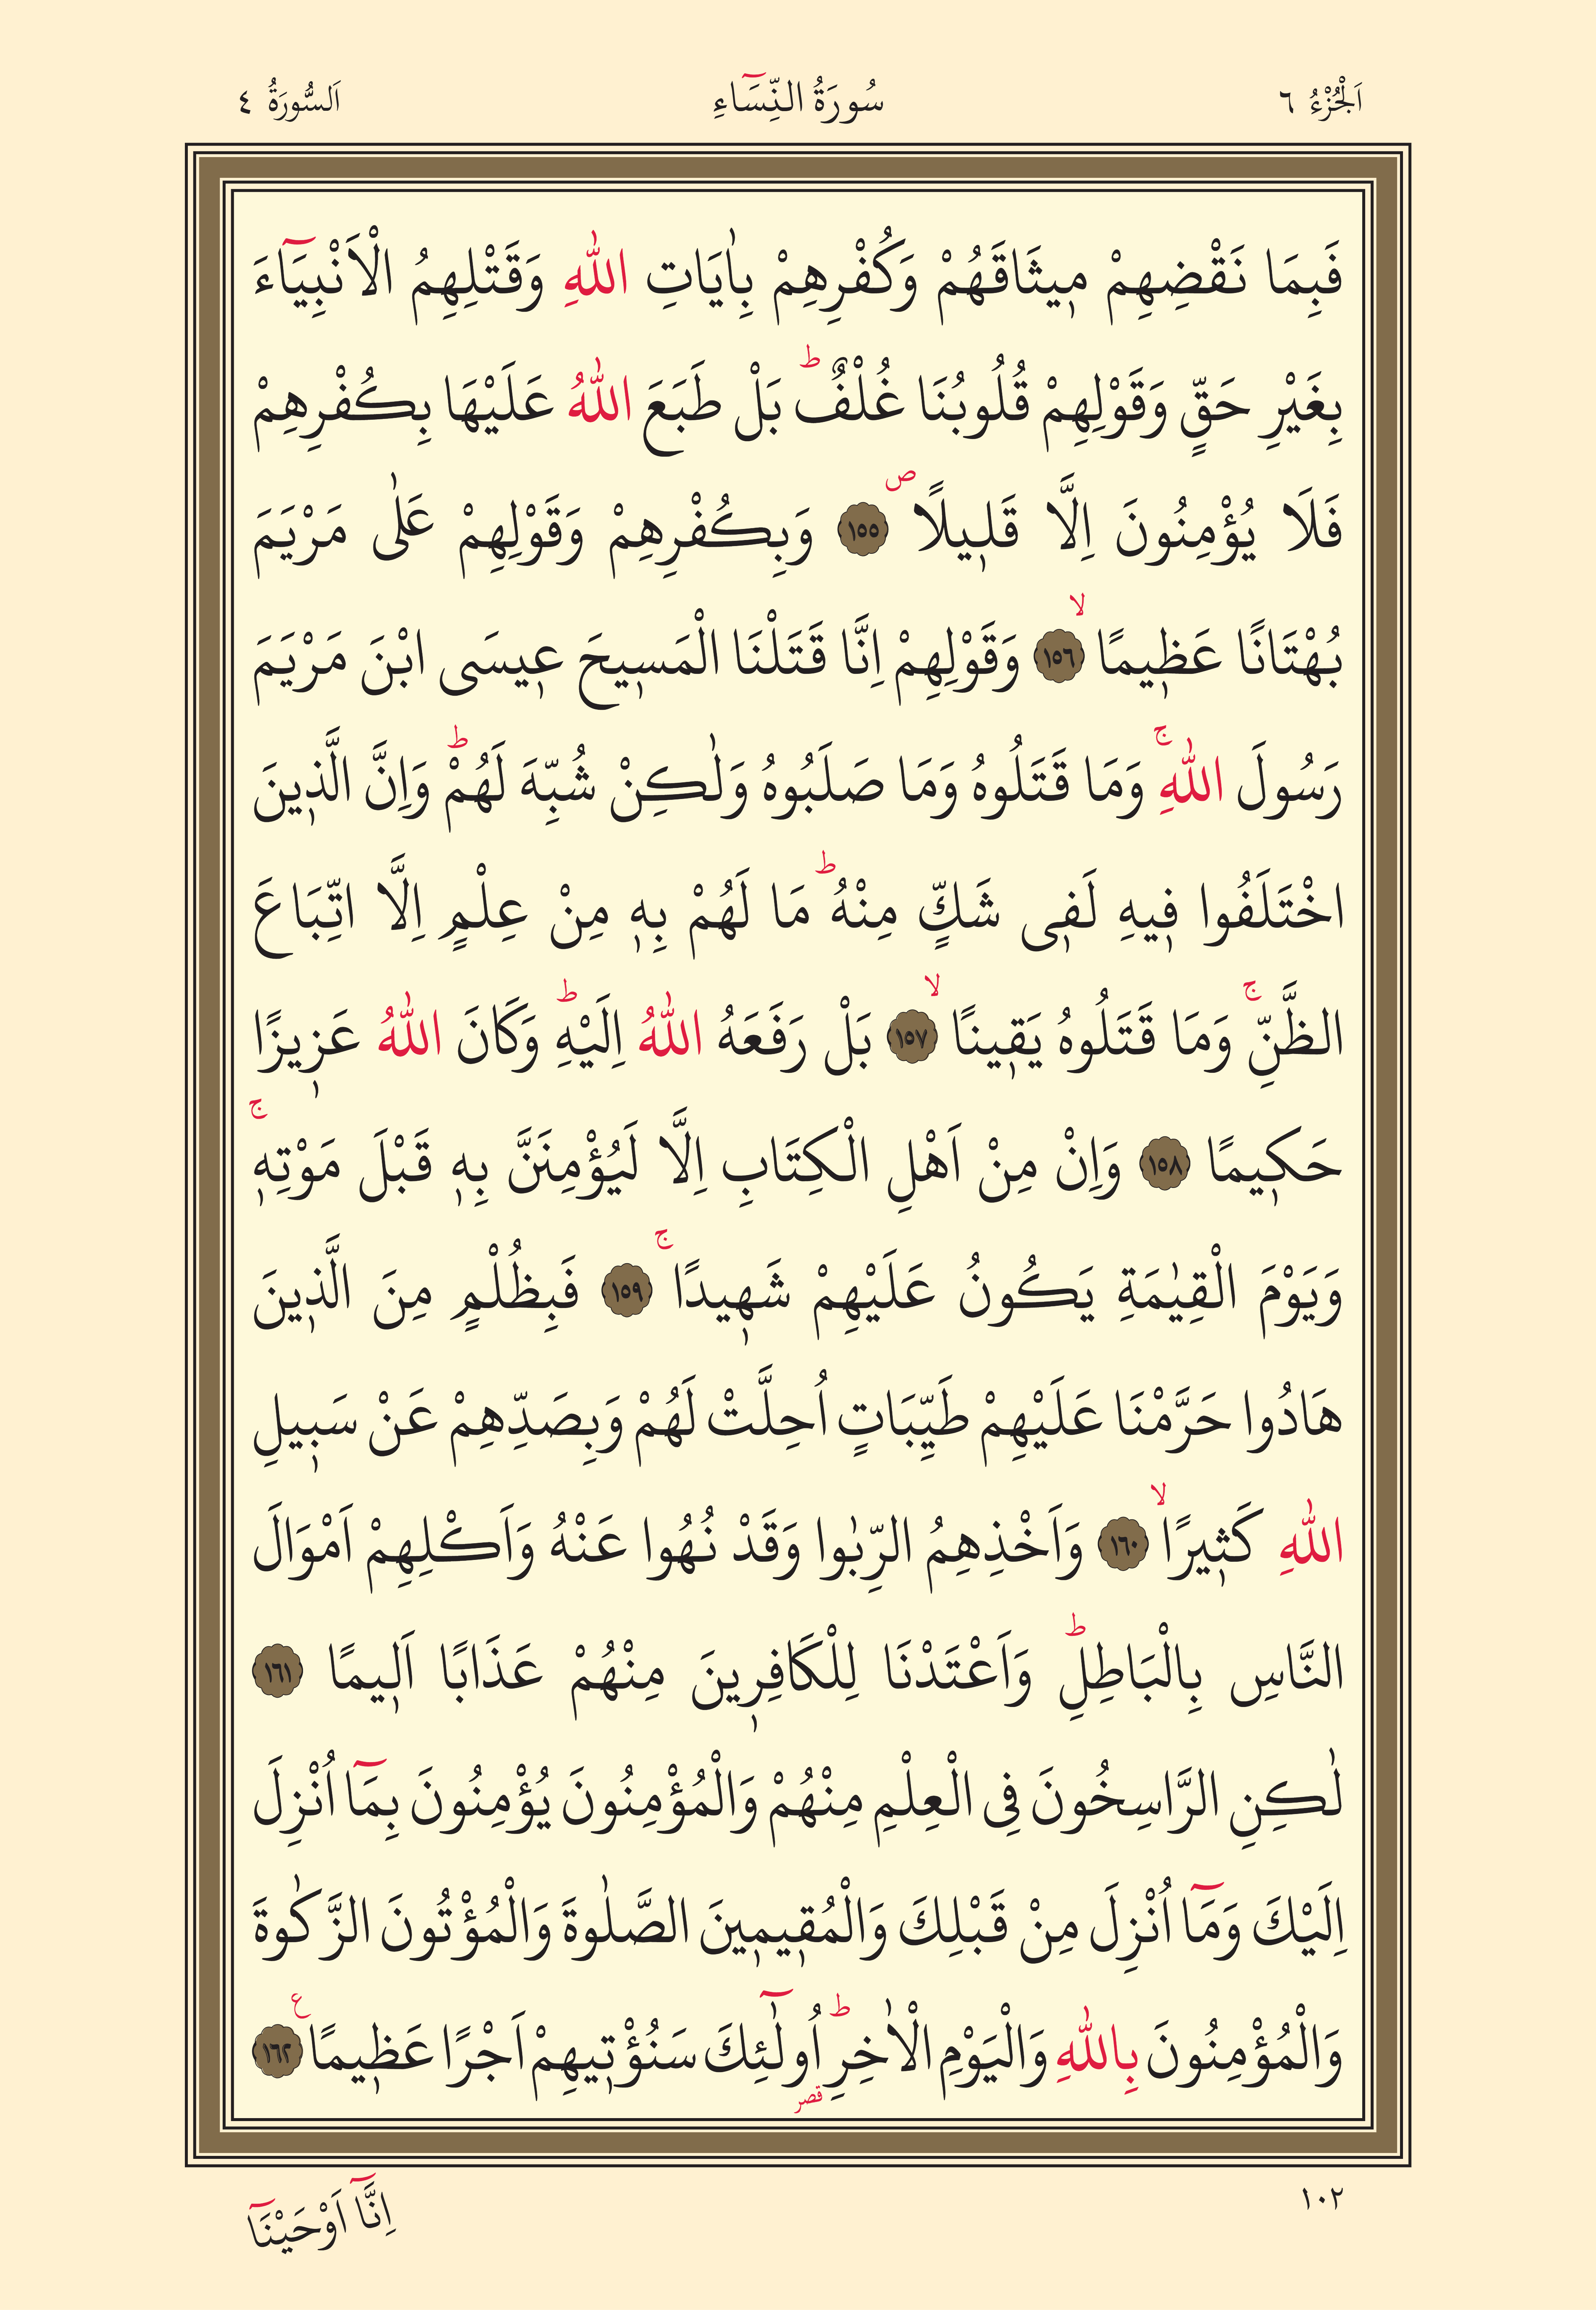 اَلْجُزْءُ ٦ سُورَةُ النِّسَٓاءِ اَلسُّورَةُ ٤
فَبِمَا نَقْضِهِمْ م۪يثَاقَهُمْ وَكُفْرِهِمْ بِاٰيَاتِ اللّٰهِ وَقَتْلِهِمُ الْاَنْبِيَٓاءَ
بِغَيْرِ حَقٍّ وَقَوْلِهِمْ قُلُوبُنَا غُلْفٌۜ بَلْ طَبَعَ اللّٰهُ عَلَيْهَا بِكُفْرِهِمْ
فَلَا يُؤْمِنُونَ اِلَّا قَل۪يلًاۖ ١٥٥ وَبِكُفْرِهِمْ وَقَوْلِهِمْ عَلٰى مَرْيَمَ
بُهْتَانًا عَظ۪يمًاۙ ١٥٦ وَقَوْلِهِمْ اِنَّا قَتَلْنَا الْمَس۪يحَ ع۪يسَى ابْنَ مَرْيَمَ
رَسُولَ اللّٰهِۚ وَمَا قَتَلُوهُ وَمَا صَلَبُوهُ وَلٰكِنْ شُبِّهَ لَهُمْۜ وَاِنَّ الَّذ۪ينَ
اخْتَلَفُوا ف۪يهِ لَف۪ى شَكٍّ مِنْهُۜ مَا لَهُمْ بِه۪ مِنْ عِلْمٍ اِلَّا اتِّبَاعَ
الظَّنِّۚ وَمَا قَتَلُوهُ يَق۪ينًاۙ ١٥٧ بَلْ رَفَعَهُ اللّٰهُ اِلَيْهِۜ وَكَانَ اللّٰهُ عَز۪يزًا
حَك۪يمًا ١٥٨ وَاِنْ مِنْ اَهْلِ الْكِتَابِ اِلَّا لَيُؤْمِنَنَّ بِه۪ قَبْلَ مَوْتِه۪ۚ
وَيَوْمَ الْقِيٰمَةِ يَكُونُ عَلَيْهِمْ شَه۪يدًاۚ ١٥٩ فَبِظُلْمٍ مِنَ الَّذ۪ينَ
هَادُوا حَرَّمْنَا عَلَيْهِمْ طَيِّبَاتٍ اُحِلَّتْ لَهُمْ وَبِصَدِّهِمْ عَنْ سَب۪يلِ
اللّٰهِ كَث۪يرًاۙ ١٦٠ وَاَخْذِهِمُ الرِّبٰوا وَقَدْ نُهُوا عَنْهُ وَاَكْلِهِمْ اَمْوَالَ
النَّاسِ بِالْبَاطِلِۜ وَاَعْتَدْنَا لِلْكَافِر۪ينَ مِنْهُمْ عَذَابًا اَل۪يمًا ١٦١
لٰكِنِ الرَّاسِخُونَ فِى الْعِلْمِ مِنْهُمْ وَالْمُؤْمِنُونَ يُؤْمِنُونَ بِمَٓا اُنْزِلَ
اِلَيْكَ وَمَٓا اُنْزِلَ مِنْ قَبْلِكَ وَالْمُق۪يم۪ينَ الصَّلٰوةَ وَالْمُؤْتُونَ الزَّكٰوةَ
وَالْمُؤْمِنُونَ بِاللّٰهِ وَالْيَوْمِ الْاٰخِرِۜ اُو۬لٰٓئِكَ سَنُؤْت۪يهِمْ اَجْرًا عَظ۪يمًا ع ١٦٢
قصر
١٠٢
اِنَّٓا اَوْحَيْنَٓا